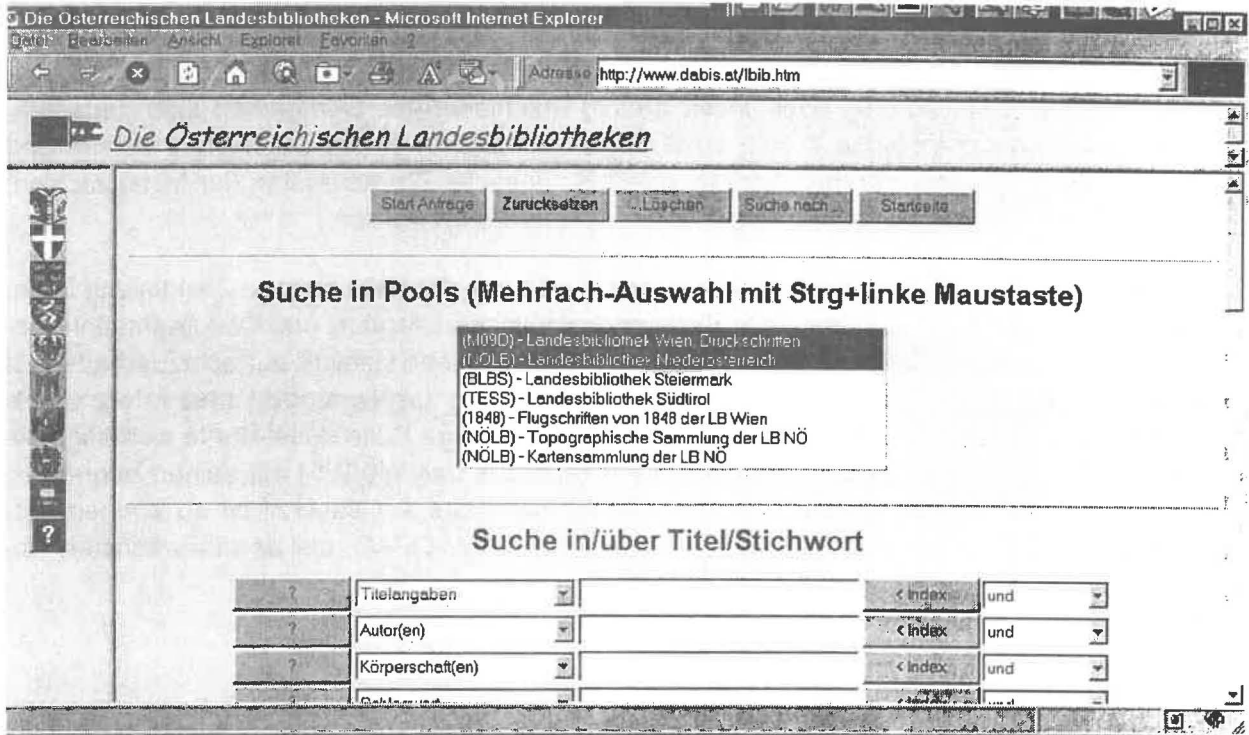 Die Österreichischen Landesbibliotheken - Microsoft Internet Explorer
Datei Bearbeiten Ansicht Explorer Favoriten ?
Adresse http://www.dabis.at/lbib.htm
Die Österreichischen Landesbibliotheken
Start Anfrage Zurücksetzen ...Löschen Suche nach ... Startseite
Suche in Pools (Mehrfach-Auswahl mit Strg+linke Maustaste)
(M09D) - Landesbibliothek Wien, Druckschriften
(NÖLB) - Landesbibliothek Niederösterreich
(BLBS) - Landesbibliothek Steiermark
(TESS) - Landesbibliothek Südtirol
(1848) - Flugschriften von 1848 der LB Wien
(NÖLB) - Topographische Sammlung der LB NÖ
(NÖLB) - Kartensammlung der LB NÖ
?
Suche in/über Titel/Stichwort
? Titelangaben < Index und
? Autor(en) < Index und
? Körperschaft(en) < Index und